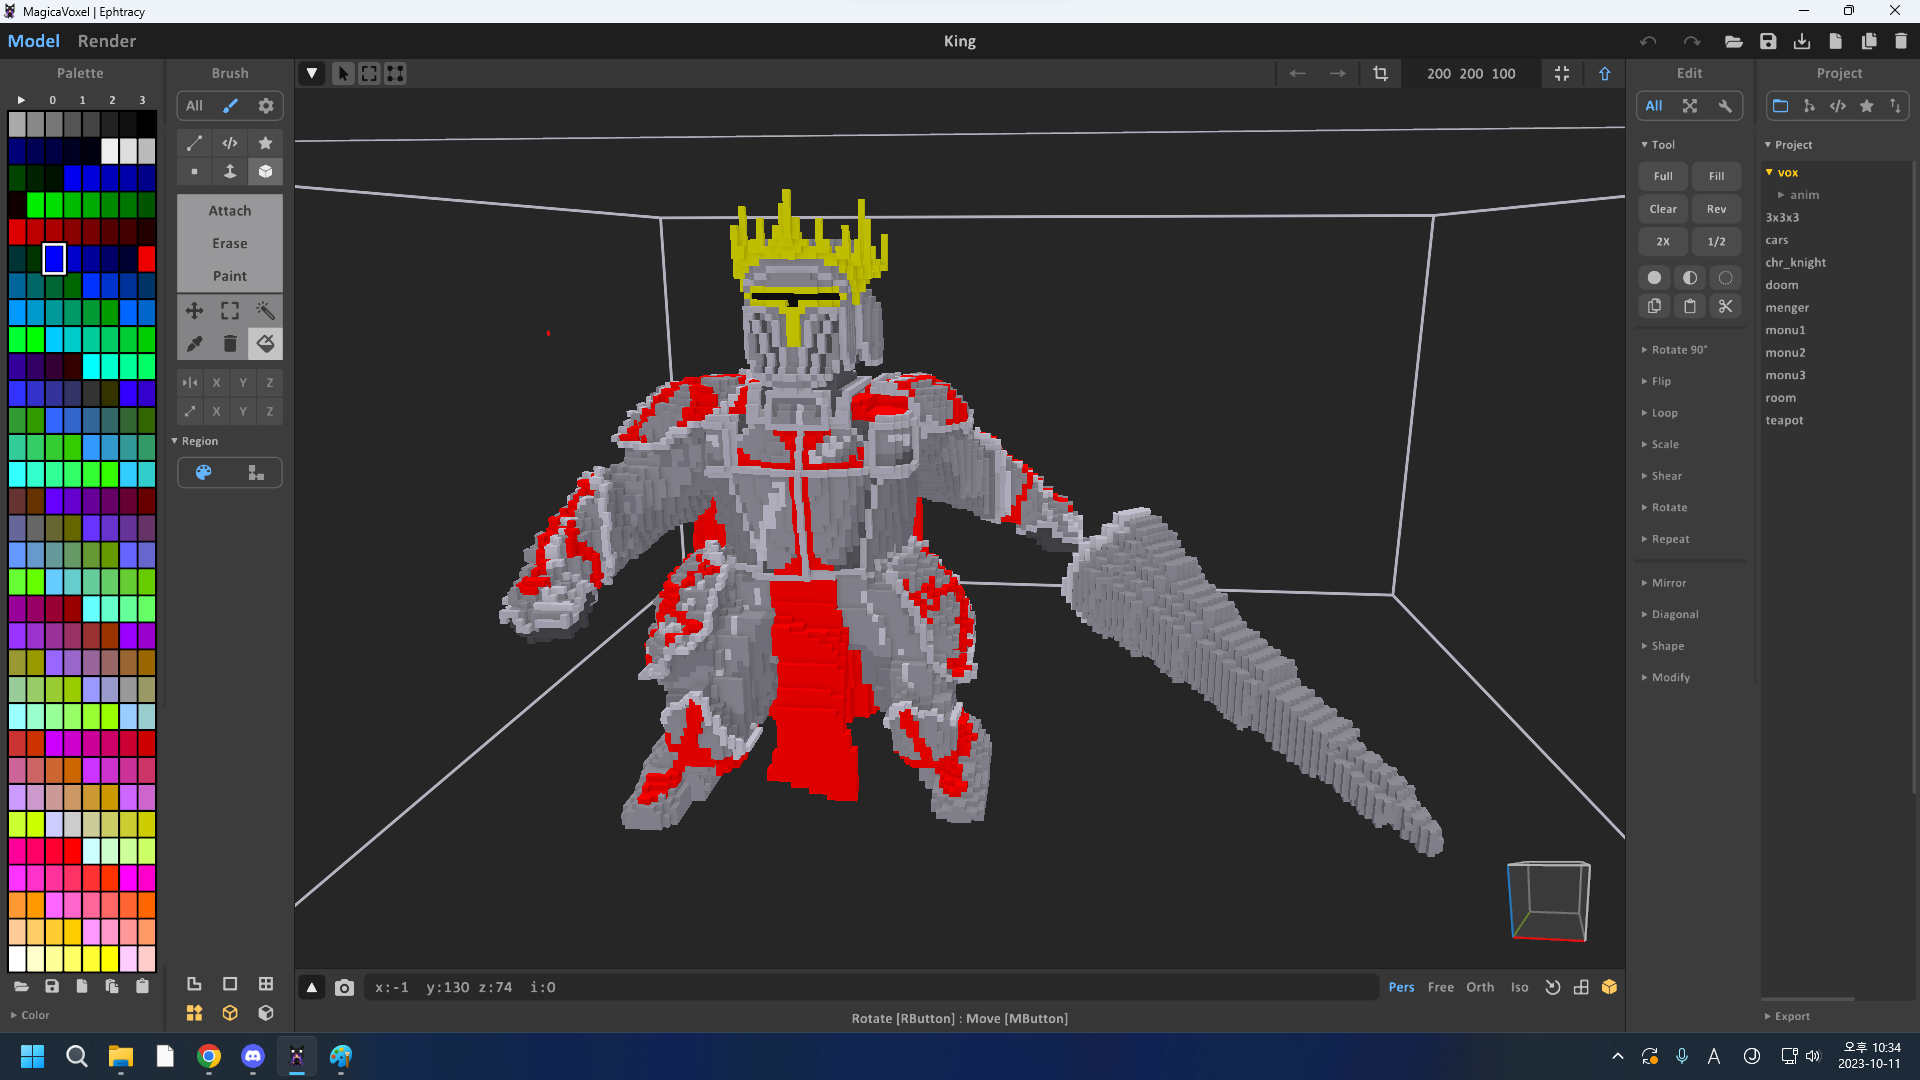 MagicaVoxel | Ephtracy
Model Render
King
Palette
Brush
200 200 100
Edit
Project
0 1 2 3
All
All
Attach
Erase
Paint
X Y Z
X Y Z
Region
Tool
Full Fill
Clear Rev
2X 1/2
Rotate 90°
Flip
Loop
Scale
Shear
Rotate
Repeat
Mirror
Diagonal
Shape
Modify
Project
vox
anim
3x3x3
cars
chr_knight
doom
menger
monu1
monu2
monu3
room
teapot
x:-1 y:130 z:74 i:0
Pers Free Orth Iso
Color
Rotate [RButton] : Move [MButton]
Export
A
오후 10:34
2023-10-11